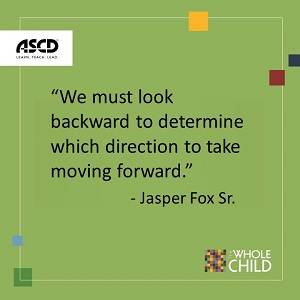 ASCD
LEARN. TEACH. LEAD.
“We must look
backward to determine
which direction to take
moving forward.”
- Jasper Fox Sr.
THE WHOLE
CHILD